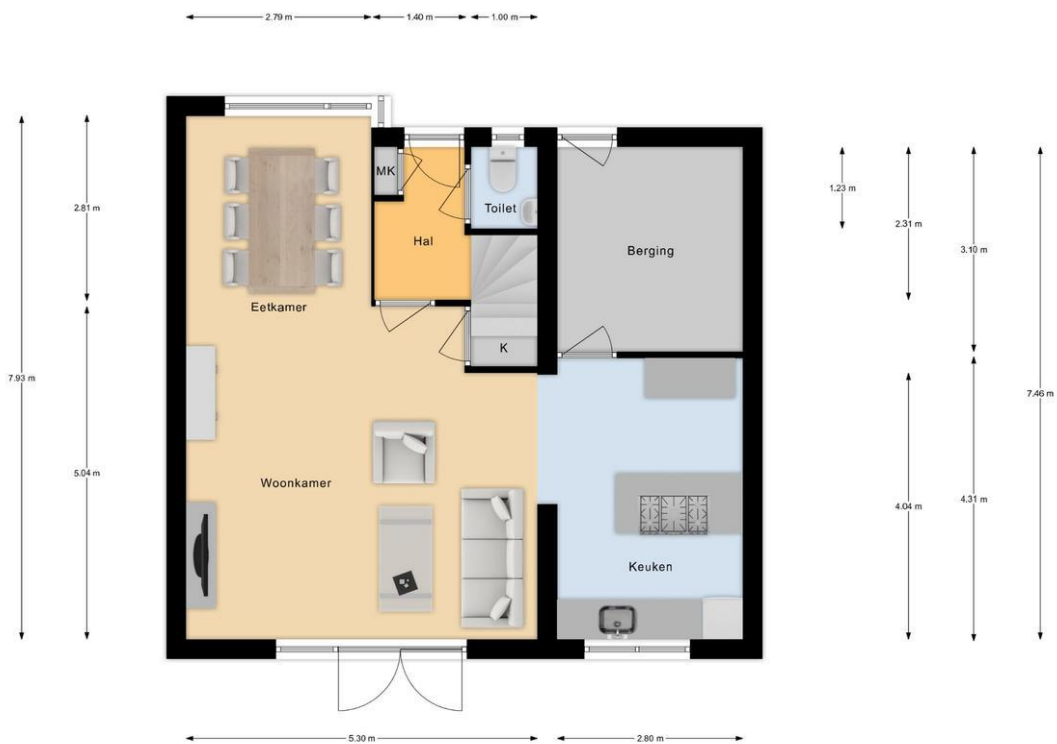 2.79 m
1.40 m
1.00 m
MK
Toilet
Hal
Berging
Eetkamer
K
Woonkamer
Keuken
7.93 m
2.81 m
5.04 m
1.23 m
2.31 m
3.10 m
4.04 m
4.31 m
7.46 m
5.30 m
2.80 m